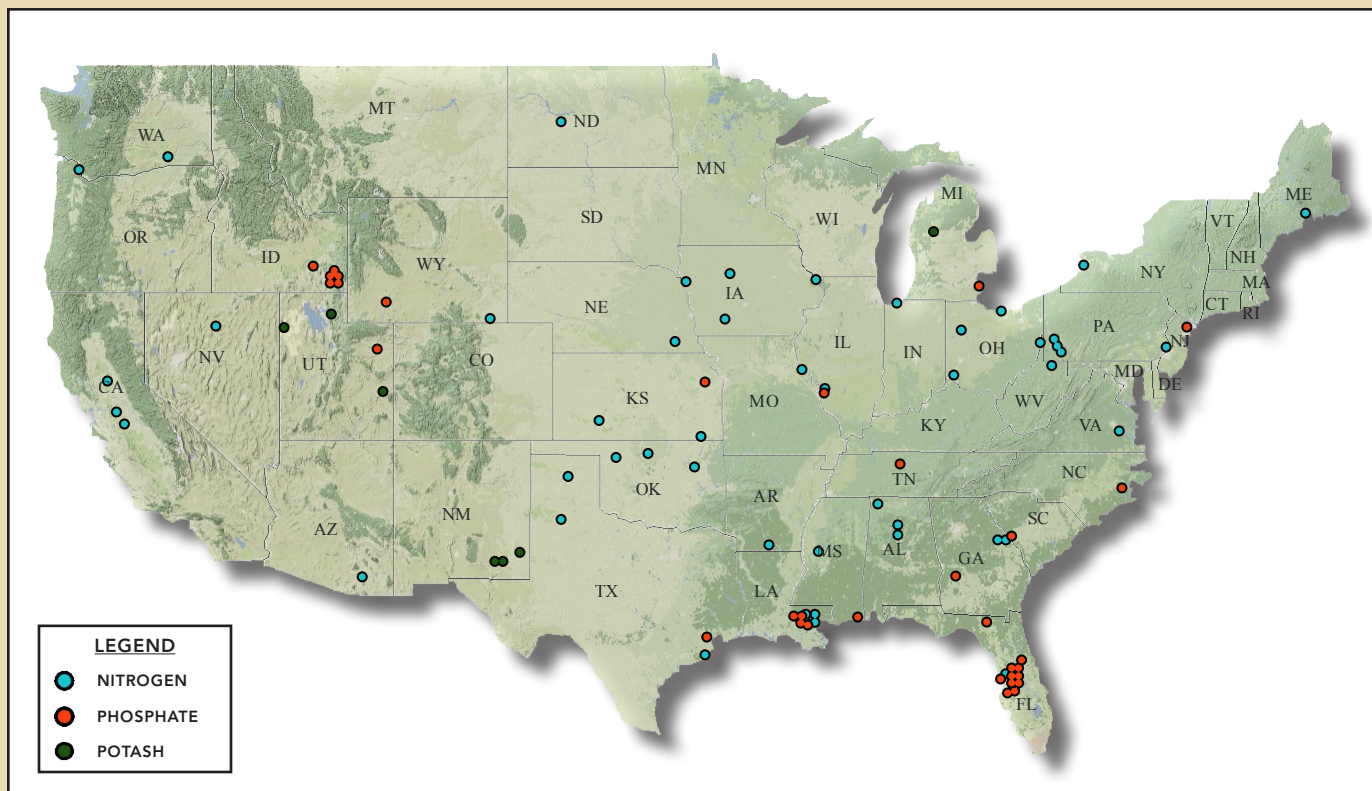 MT
ND
WA
MN
ME
MI
VT
WI
SD
OR
ID
WY
NH
NY
MA
CT
RI
IA
NE
PA
NJ
IL
IN
OH
NV
UT
CO
MD
DE
CA
KS
MO
WV
VA
KY
NC
TN
OK
AR
NM
AZ
SC
MS
AL
GA
TX
LA
FL
LEGEND
NITROGEN
PHOSPHATE
POTASH